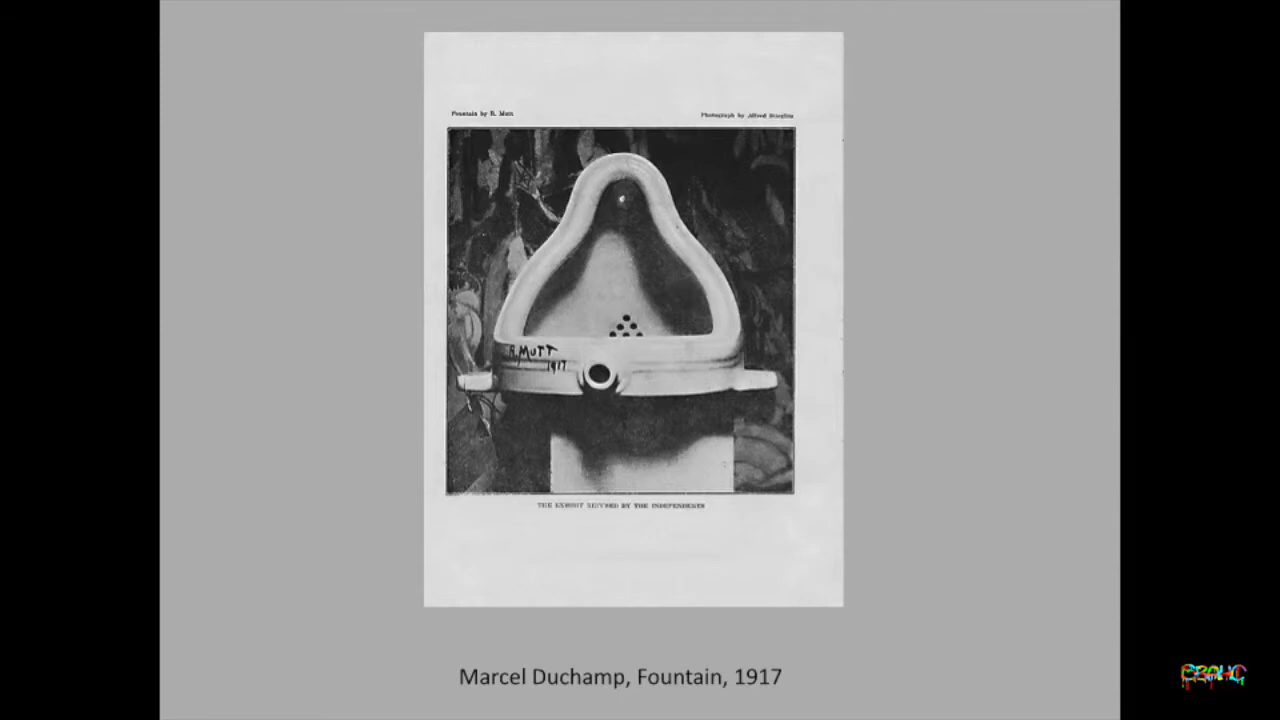 Fountain by R. Mutt
Photograph by Alfred Stieglitz
R. MUTT
1917
THE EXHIBIT REFUSED BY THE INDEPENDENTS
Marcel Duchamp, Fountain, 1917